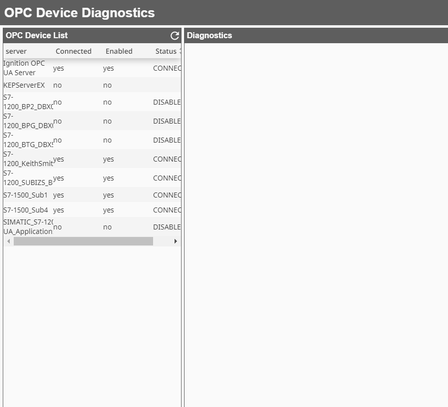 OPC Device Diagnostics
OPC Device List
Diagnostics
server Connected Enabled Status
Ignition OPC
UA Server yes yes CONNEC
KEPServerEX no no
S7-
1200_BP2_DBX no no DISABLE
S7-
1200_BPG_DBX no no DISABLE
S7-
1200_BTG_DBX no no DISABLE
S7-
1200_KeithSmit yes yes CONNEC
S7-
1200_SUBIZS_B yes yes CONNEC
S7-1500_Sub1 yes yes CONNEC
S7-1500_Sub4 yes yes CONNEC
SIMATIC_S7-120
UA_Application no no DISABLE